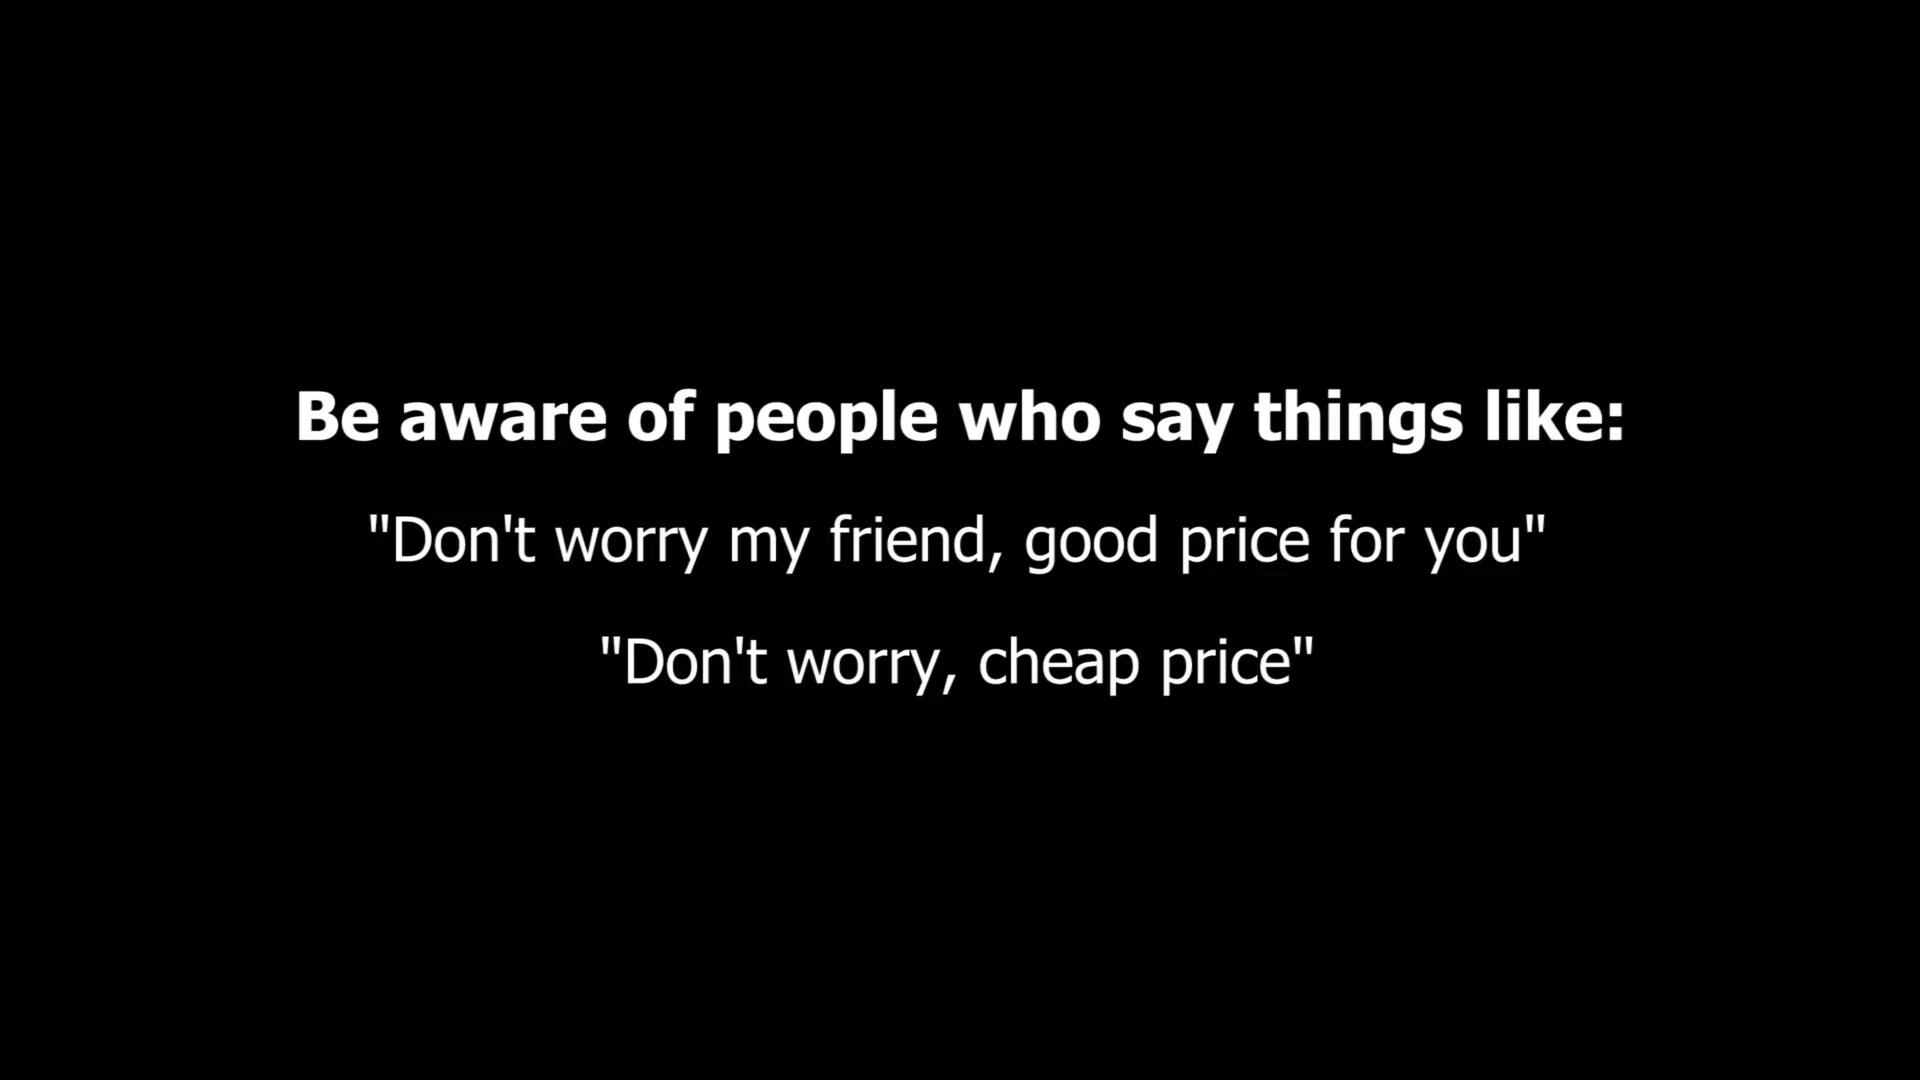 Be aware of people who say things like:
"Don't worry my friend, good price for you"
"Don't worry, cheap price"